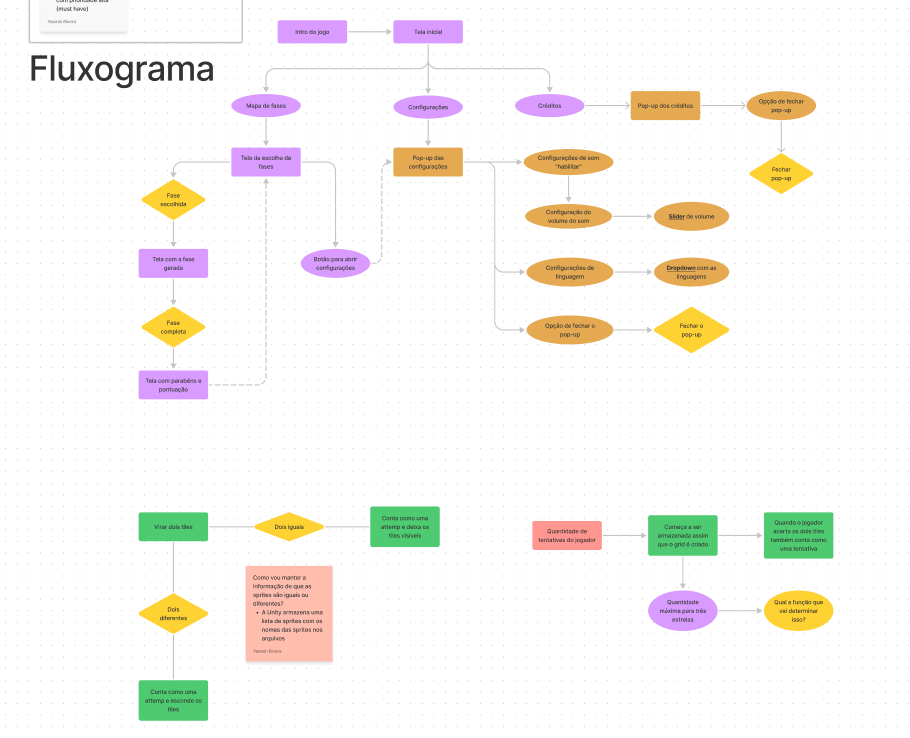 com prioridade alta
(must have)
Yasmin Rivera
Fluxograma
Intro do jogo
Tela inicial
Mapa de fases
Configurações
Créditos
Pop-up dos créditos
Opção de fechar
pop-up
Fechar
pop-up
Tela da escolha de
fases
Pop-up das
configurações
Configurações de som
"habilitar"
Configuração do
volume do som
Slider de volume
Fase
escolhida
Tela com a fase
gerada
Botão para abrir
configurações
Configurações de
linguagem
Dropdown com as
linguagens
Fase
completa
Opção de fechar o
pop-up
Fechar o
pop-up
Tela com parabéns e
pontuação
Virar dois tiles
Dois iguais
Conta como uma
attemp e deixa os
tiles visíveis
Como vou manter a
informação de que as
sprites são iguais ou
diferentes?
• A Unity armazena uma
lista de sprites com os
nomes das sprites nos
arquivos
Yasmin Rivera
Dois
diferentes
Conta como uma
attemp e esconde os
tiles
Quantidade de
tentativas do jogador
Começa a ser
armazenada assim
que o grid é criado
Quando o jogador
acerta os dois tiles
também conta como
uma tentativa
Quantidade
máxima para três
estrelas
Qual a função que
vai determinar
isso?